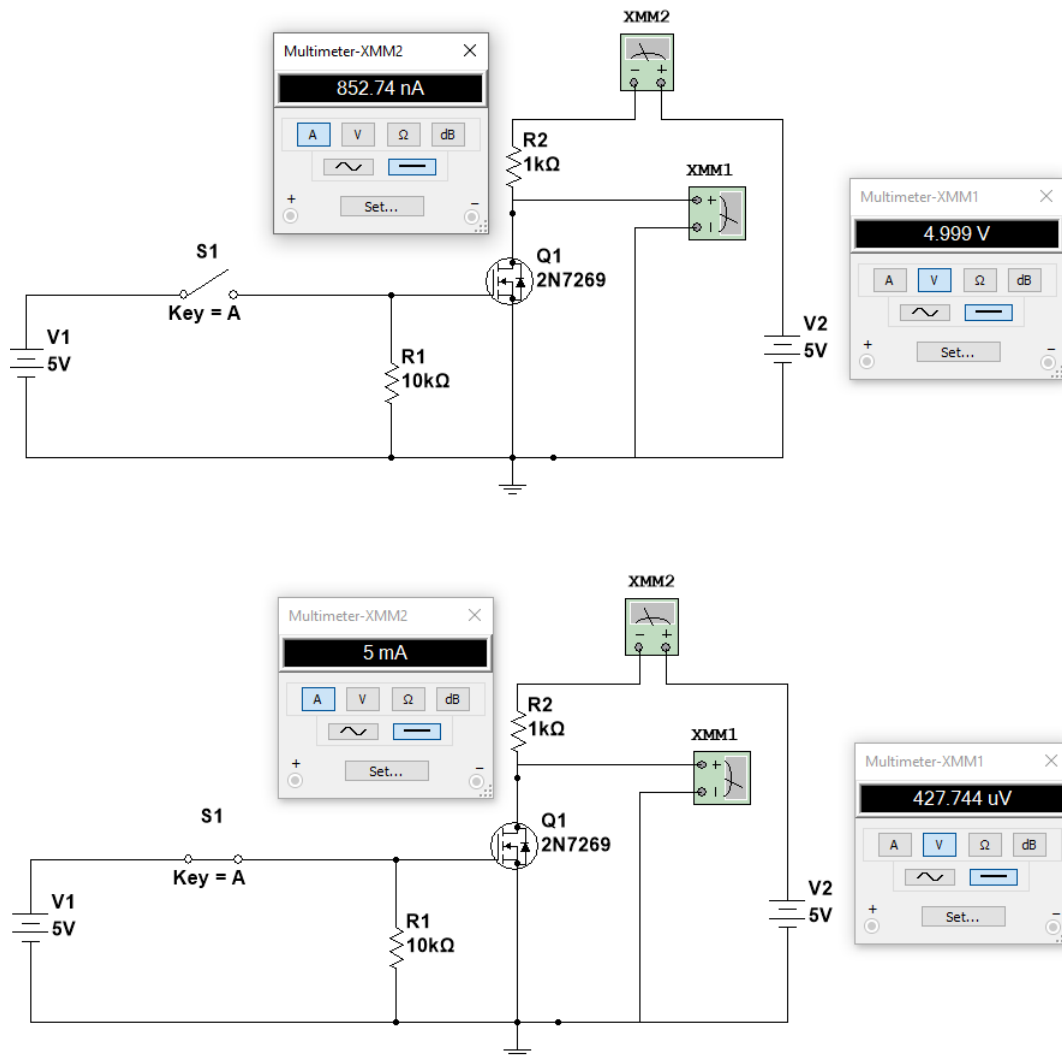 XMM2
Multimeter-XMM2
852.74 nA
A V Ω dB
+ Set... −
− +
R2
1kΩ
XMM1
+
Multimeter-XMM1
4.999 V
A V Ω dB
+ Set... −
S1
Key = A
Q1
2N7269
V1
5V
R1
10kΩ
V2
5V
XMM2
Multimeter-XMM2
5 mA
A V Ω dB
+ Set... −
− +
R2
1kΩ
XMM1
+
Multimeter-XMM1
427.744 uV
A V Ω dB
+ Set... −
S1
Key = A
Q1
2N7269
V1
5V
R1
10kΩ
V2
5V